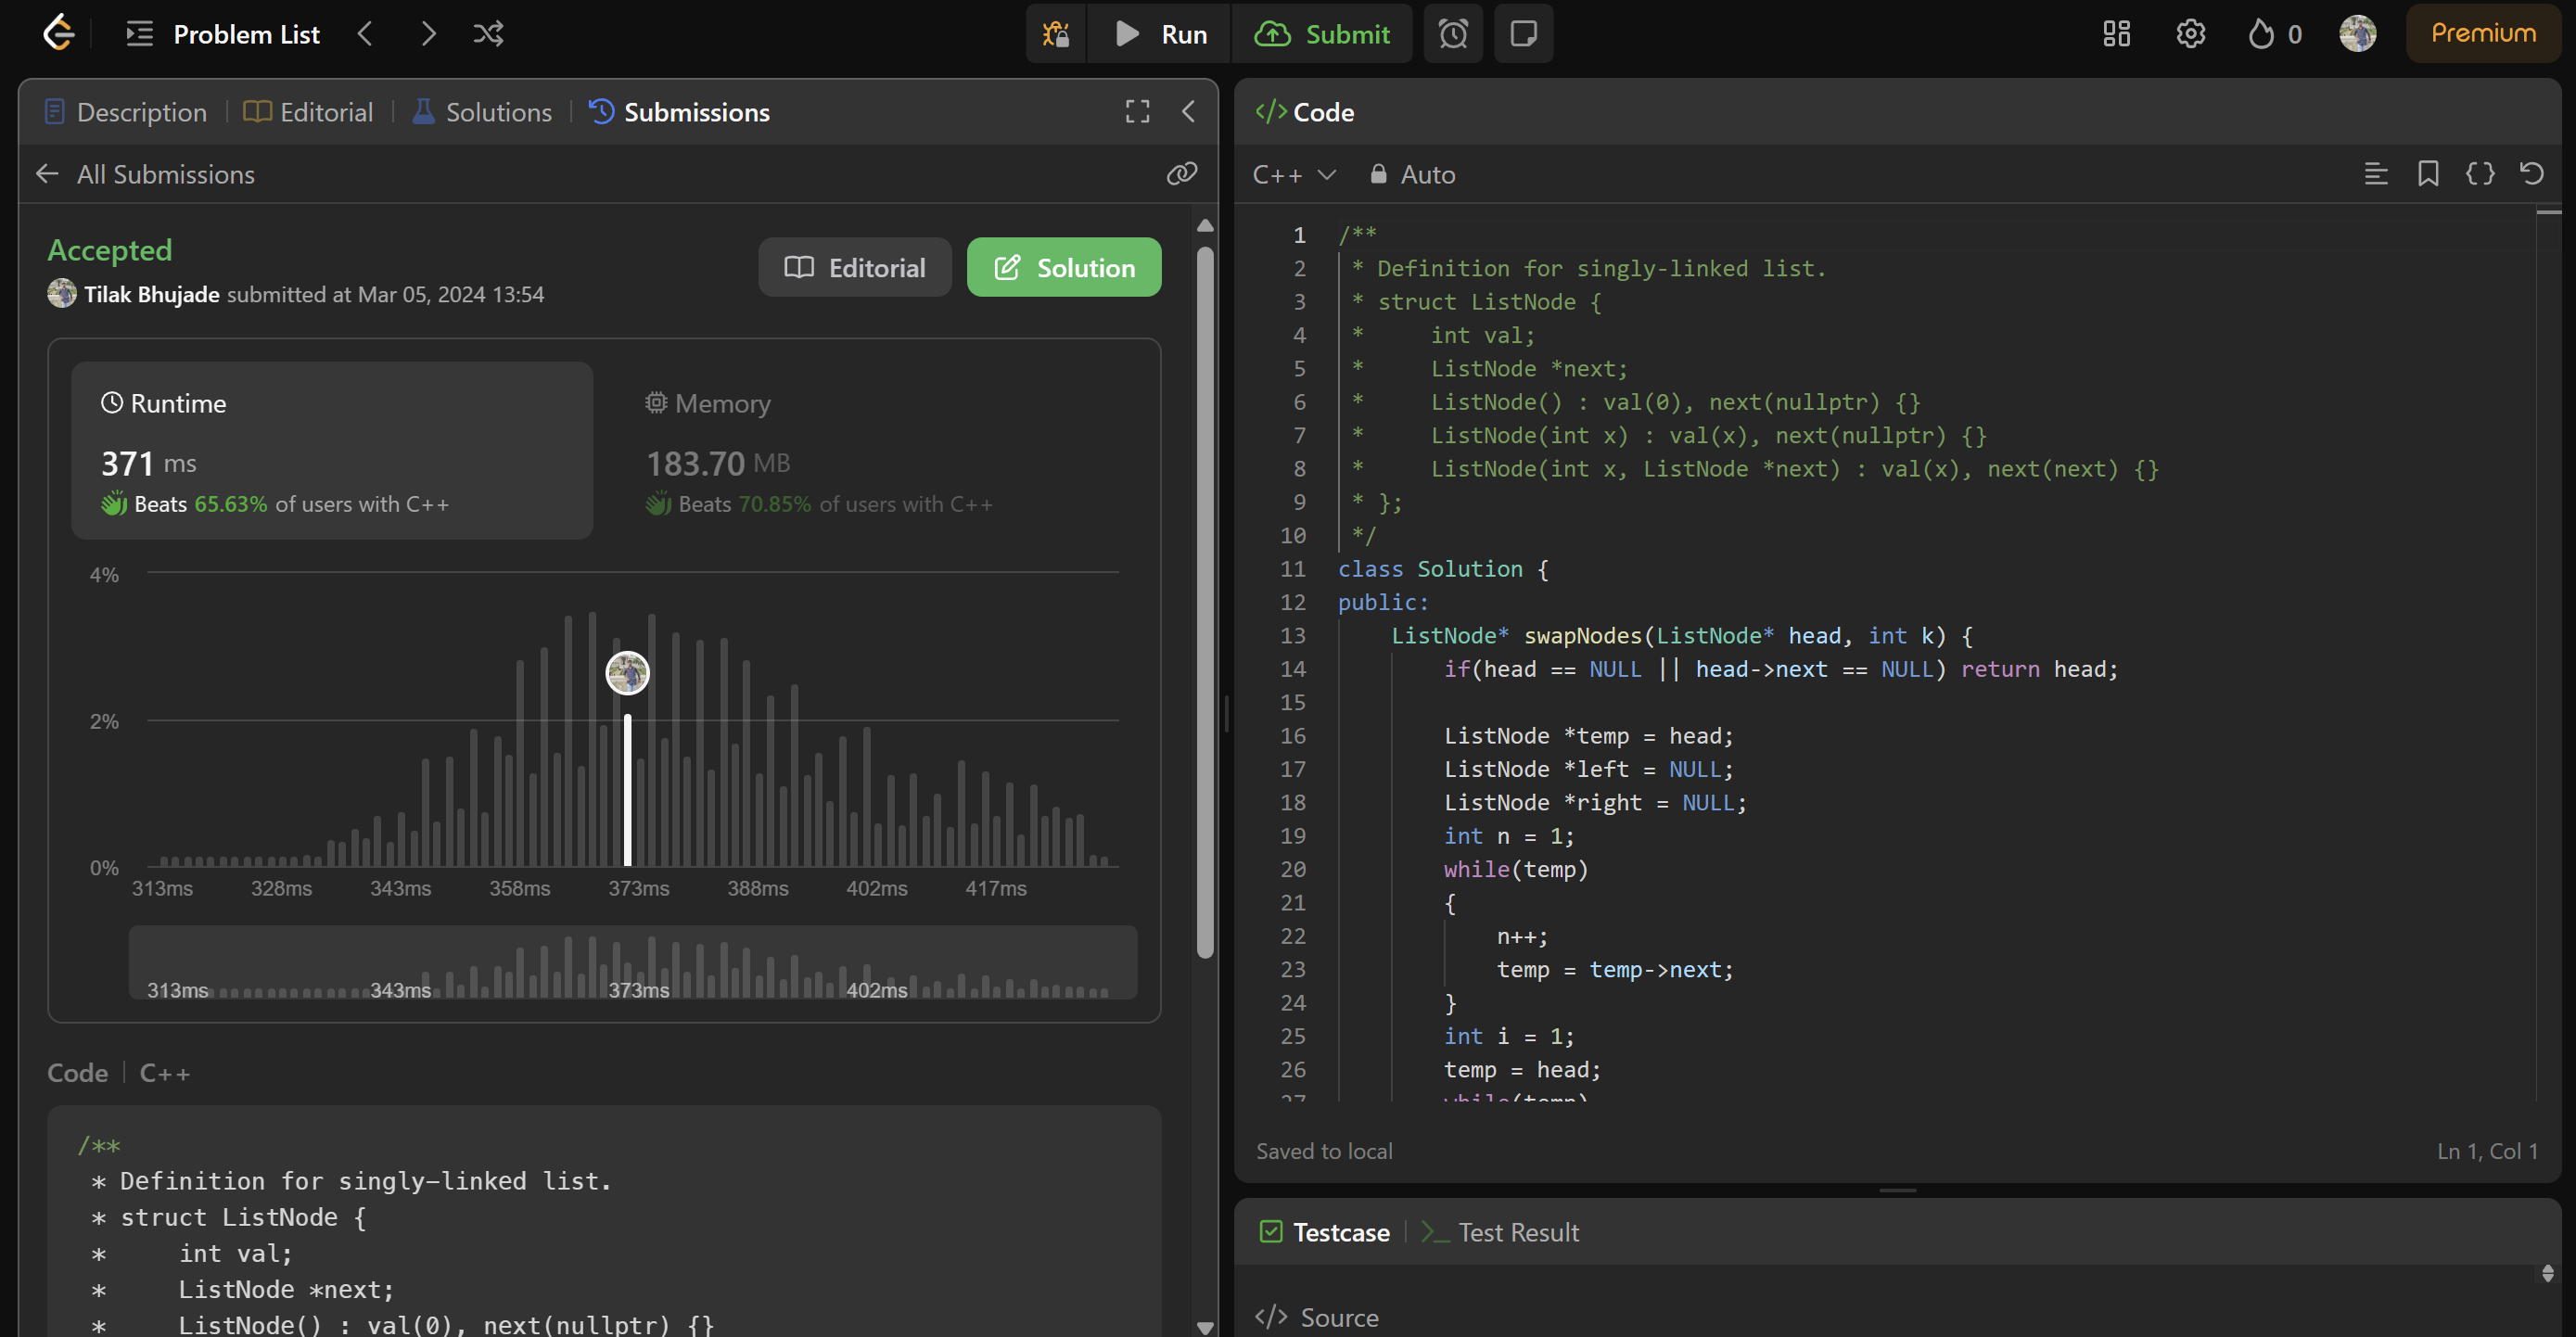 Problem List
Run
Submit
0
Premium
Description
Editorial
Solutions
Submissions
All Submissions
Accepted
Tilak Bhujade submitted at Mar 05, 2024 13:54
Editorial
Solution
Runtime
371 ms
Beats 65.63% of users with C++
Memory
183.70 MB
Beats 70.85% of users with C++
4%
2%
0%
313ms 328ms 343ms 358ms 373ms 388ms 402ms 417ms
313ms 343ms 373ms 402ms
Code | C++
/**
 * Definition for singly-linked list.
 * struct ListNode {
 *     int val;
 *     ListNode *next;
 *     ListNode() : val(0), next(nullptr) {}
</> Code
C++
Auto
1 /**
2  * Definition for singly-linked list.
3  * struct ListNode {
4  *     int val;
5  *     ListNode *next;
6  *     ListNode() : val(0), next(nullptr) {}
7  *     ListNode(int x) : val(x), next(nullptr) {}
8  *     ListNode(int x, ListNode *next) : val(x), next(next) {}
9  * };
10  */
11 class Solution {
12 public:
13     ListNode* swapNodes(ListNode* head, int k) {
14         if(head == NULL || head->next == NULL) return head;
15
16         ListNode *temp = head;
17         ListNode *left = NULL;
18         ListNode *right = NULL;
19         int n = 1;
20         while(temp)
21         {
22             n++;
23             temp = temp->next;
24         }
25         int i = 1;
26         temp = head;
27         while(temp)
Saved to local
Ln 1, Col 1
Testcase
Test Result
</> Source